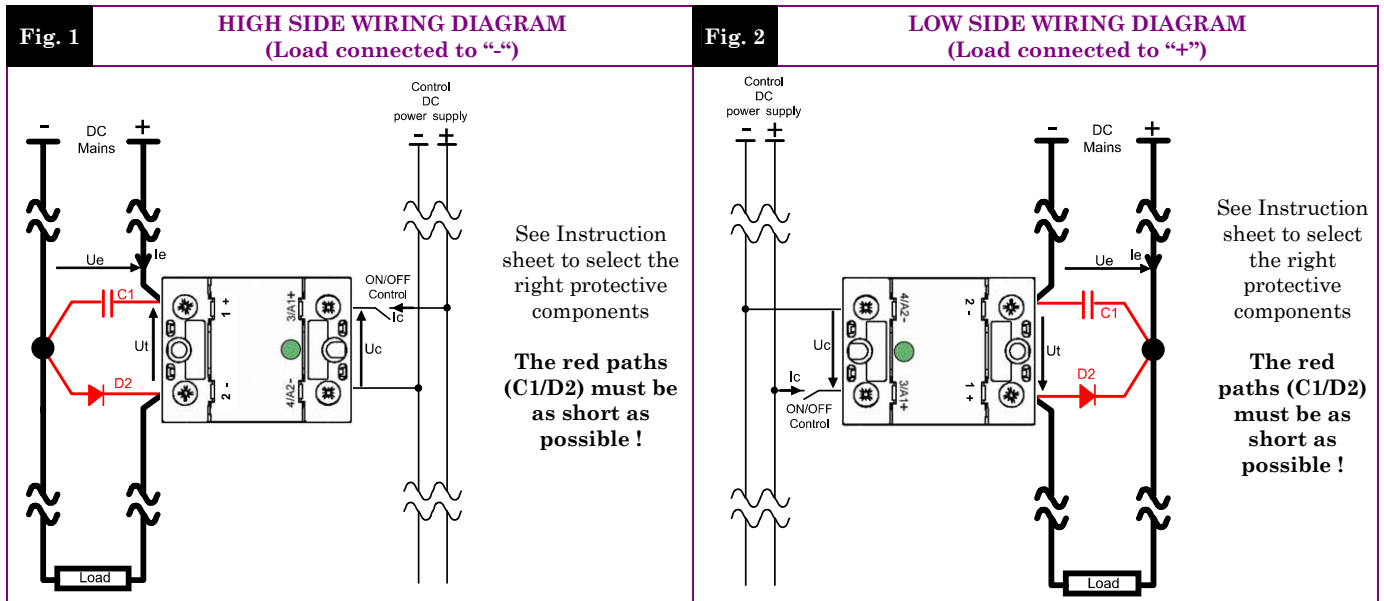 Fig. 1
HIGH SIDE WIRING DIAGRAM
(Load connected to “-“)
Control
DC
power supply
- +
- DC +
Mains
Ue
Ie
C1
1 +
3/A1+
ON/OFF
Control
Ic
Ut
Uc
D2
2 -
4/A2-
Load
See Instruction
sheet to select the
right protective
components
The red paths
(C1/D2) must be
as short as
possible !
Fig. 2
LOW SIDE WIRING DIAGRAM
(Load connected to “+”)
Control
DC
power supply
- +
- DC +
Mains
Ue
Ie
4/A2-
2 -
C1
Uc
Ut
Ic
ON/OFF
Control
3/A1+
1 +
D2
Load
See Instruction
sheet to select
the right
protective
components
The red
paths (C1/D2)
must be as
short as
possible !